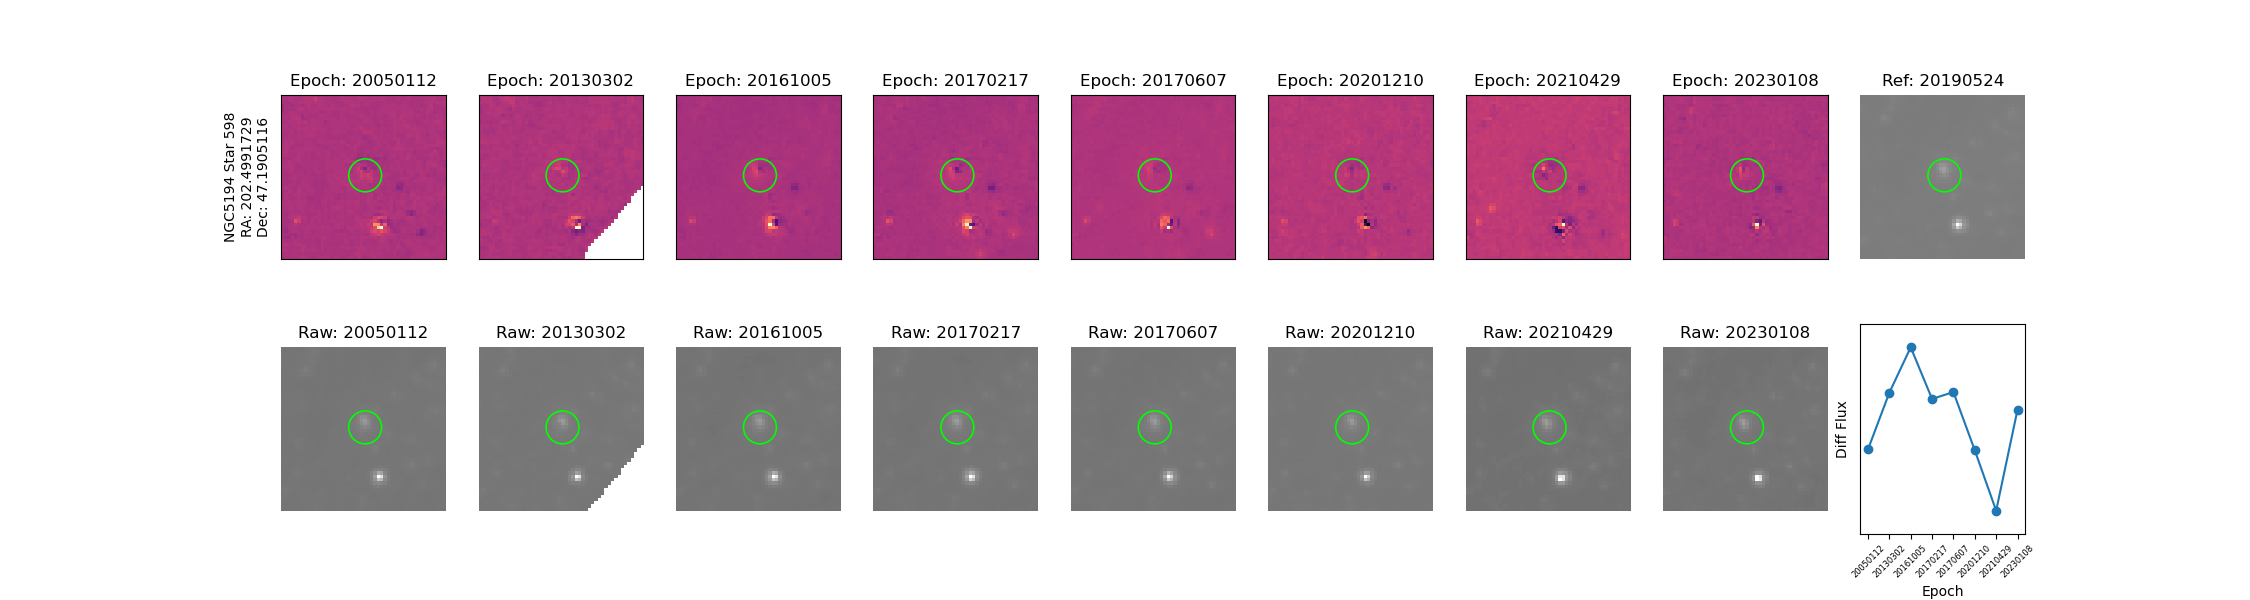 NGC5194 Star 598
RA: 202.4991729
Dec: 47.19051116
Epoch: 20050112
Epoch: 20130302
Epoch: 20161005
Epoch: 20170217
Epoch: 20170607
Epoch: 20201210
Epoch: 20210429
Epoch: 20230108
Ref: 20190524
Raw: 20050112
Raw: 20130302
Raw: 20161005
Raw: 20170217
Raw: 20170607
Raw: 20201210
Raw: 20210429
Raw: 20230108
Diff Flux
20050112
20130302
20161005
20170217
20170607
20201210
20210429
20230108
Epoch